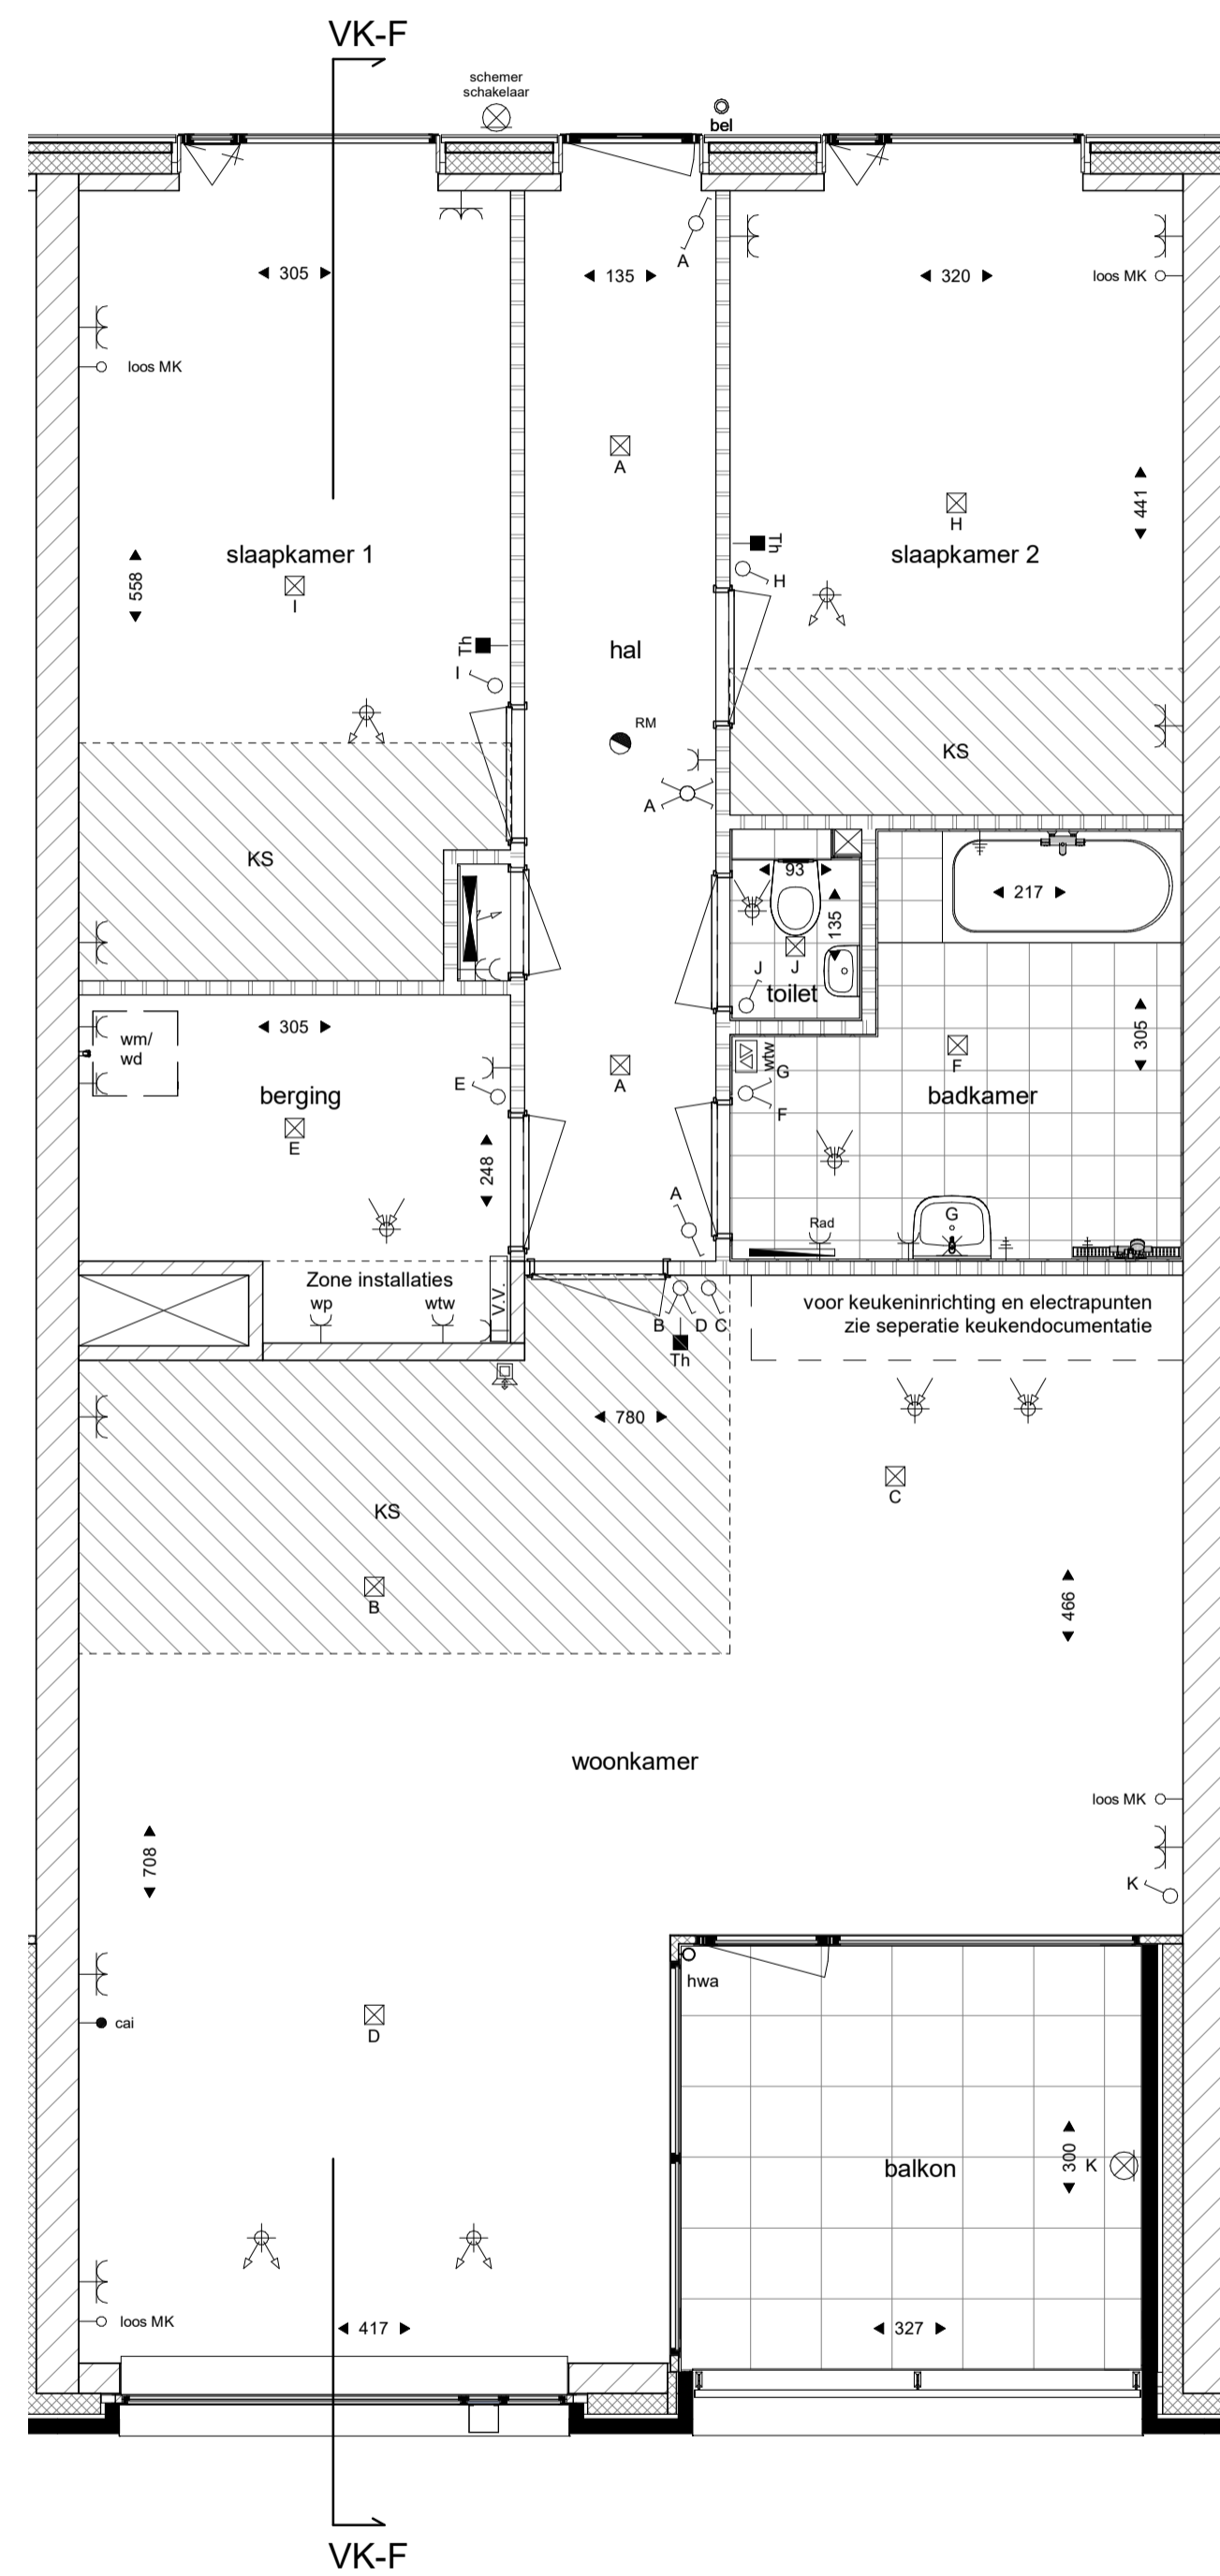 VK-F
schemer
schakelaar
bel
A
305
135
320
loos MK
loos MK
A
441
H
slaapkamer 1
slaapkamer 2
558
I
Th
H
Th
I
hal
RM
KS
A
KS
93
217
135
J
J
toilet
305
wm/
wd
305
wtw
G
F
F
E
berging
badkamer
A
E
248
A
G
Rad
Zone installaties
wp
wtw
V.V.
voor keukeninrichting en electrapunten
zie seperatie keukendocumentatie
B
D
C
Th
780
C
KS
B
466
woonkamer
loos MK
708
K
hwa
cai
D
300
K
balkon
loos MK
417
327
VK-F